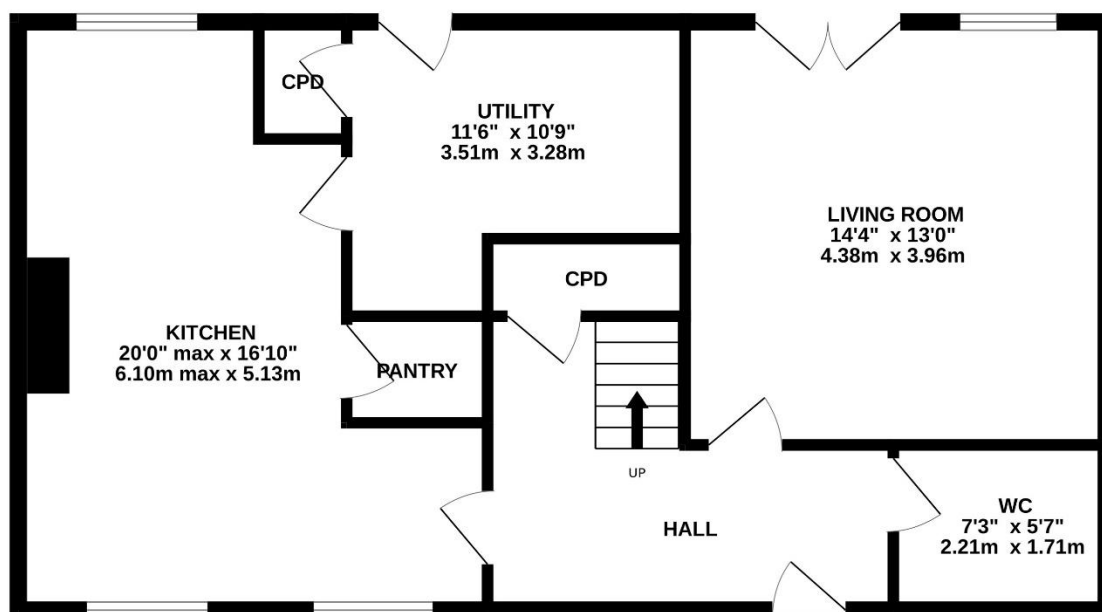 CPD
UTILITY
11'6" x 10'9"
3.51m x 3.28m
LIVING ROOM
14'4" x 13'0"
4.38m x 3.96m
CPD
KITCHEN
20'0" max x 16'10"
6.10m max x 5.13m
PANTRY
UP
HALL
WC
7'3" x 5'7"
2.21m x 1.71m